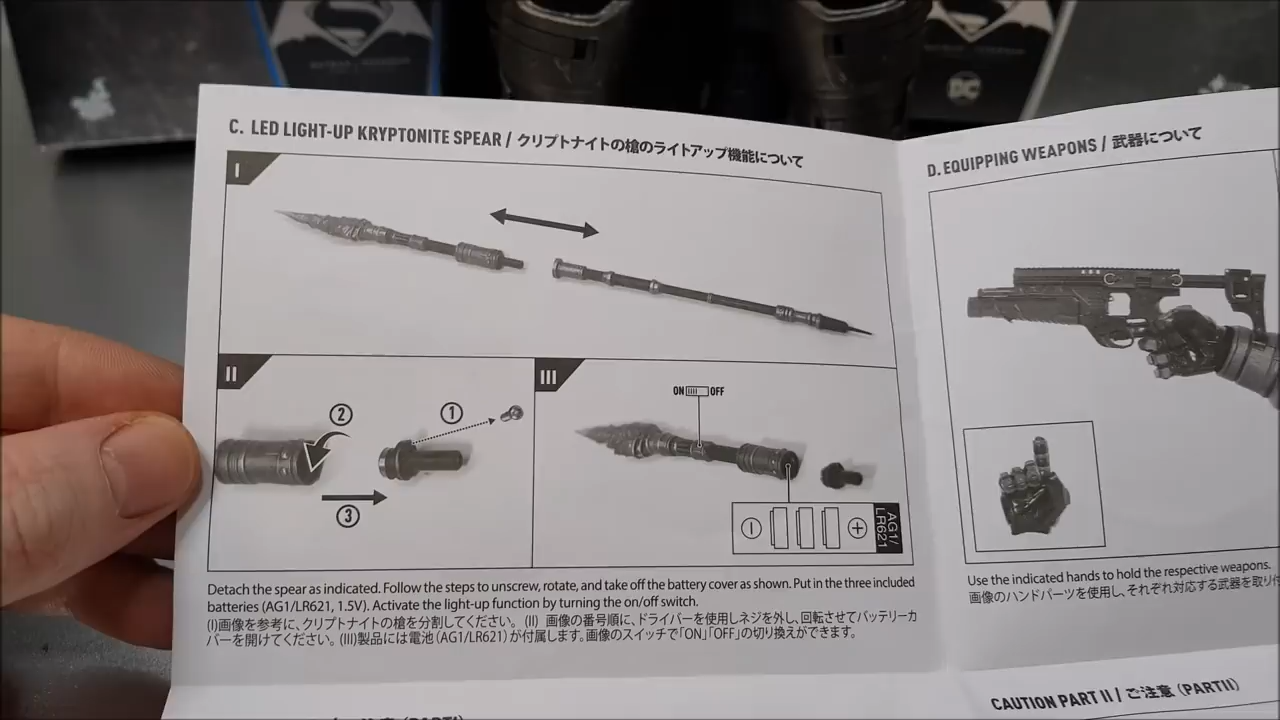 C. LED LIGHT-UP KRYPTONITE SPEAR / クリプトナイトの槍のライトアップ機能について
I
II
2
1
3
III
ON OFF
AG1/
LR621
Detach the spear as indicated. Follow the steps to unscrew, rotate, and take off the battery cover as shown. Put in the three included
batteries (AG1/LR621, 1.5V). Activate the light-up function by turning the on/off switch.
(I)画像を参考に、クリプトナイトの槍を分割してください。 (II) 画像の番号順に、ドライバーを使用しネジを外し、回転させてバッテリーカ
バーを開けてください。(III)製品には電池(AG1/LR621)が付属します。画像のスイッチで「ON」「OFF」の切り換えができます。
D. EQUIPPING WEAPONS / 武器について
Use the indicated hands to hold the respective weapons.
画像のハンドパーツを使用し、それぞれ対応する武器を取り付
CAUTION PART II / ご注意 (PARTII)
DC